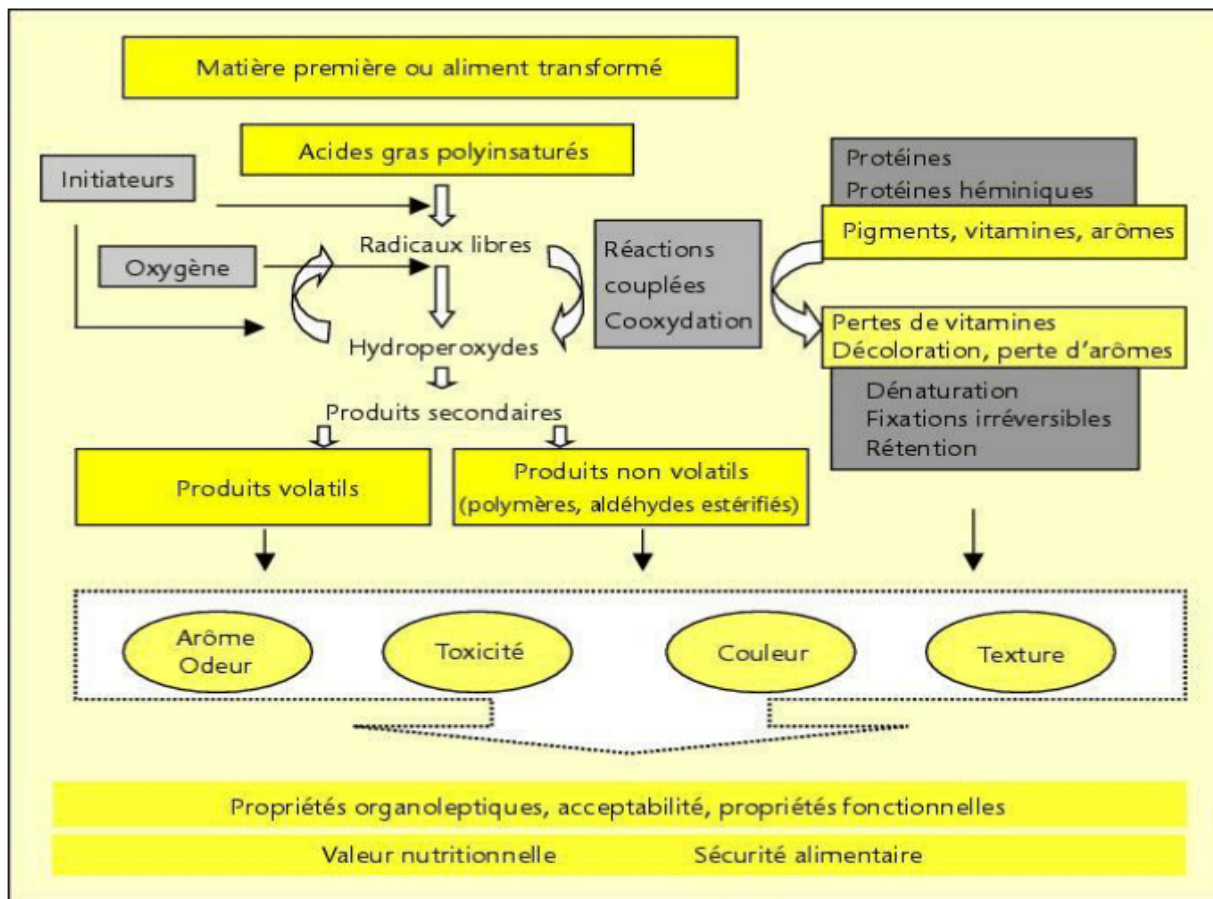 Matière première ou aliment transformé
Acides gras polyinsaturés
Initiateurs
Oxygène
Radicaux libres
Hydroperoxydes
Réactions
couplées
Cooxydation
Protéines
Protéines héminiques
Pigments, vitamines, arômes
Pertes de vitamines
Décoloration, perte d'arômes
Dénaturation
Fixations irréversibles
Rétention
Produits secondaires
Produits volatils
Produits non volatils
(polymères, aldéhydes estérifiés)
Arôme
Odeur
Toxicité
Couleur
Texture
Propriétés organoleptiques, acceptabilité, propriétés fonctionnelles
Valeur nutritionnelle Sécurité alimentaire